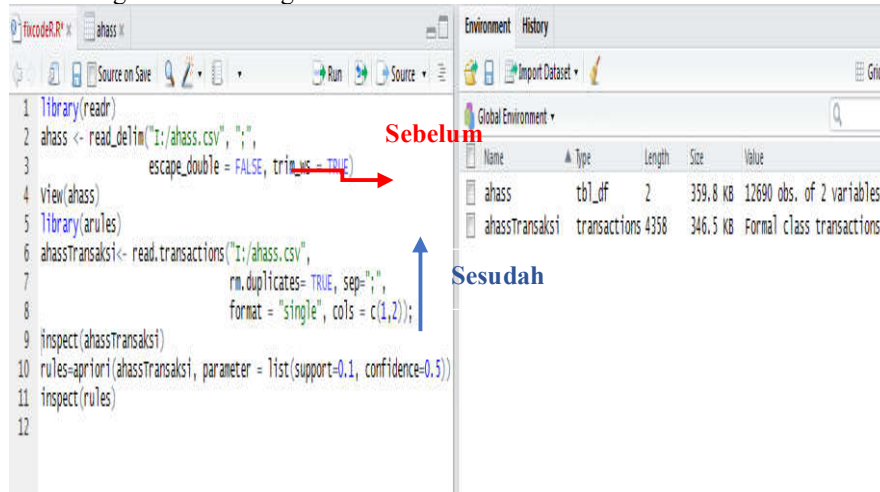 fixcodeR.R* ahass
Source on Save Run Source
1 library(readr)
2 ahass <- read_delim("I:/ahass.csv", ";",
3 escape_double = FALSE, trim_ws = TRUE)
4 View(ahass)
5 library(arules)
6 ahassTransaksi<- read.transactions("I:/ahass.csv",
7 rm.duplicates= TRUE, sep=";",
8 format = "single", cols = c(1,2));
9 inspect(ahassTransaksi)
10 rules=apriori(ahassTransaksi, parameter = list(support=0.1, confidence=0.5))
11 inspect(rules)
12
Sebelum
Sesudah
Environment History
Import Dataset
Global Environment
Name Type Length Size Value
ahass tbl_df 2 359.8 KB 12690 obs. of 2 variables
ahassTransaksi transactions 4358 346.5 KB Formal class transactions